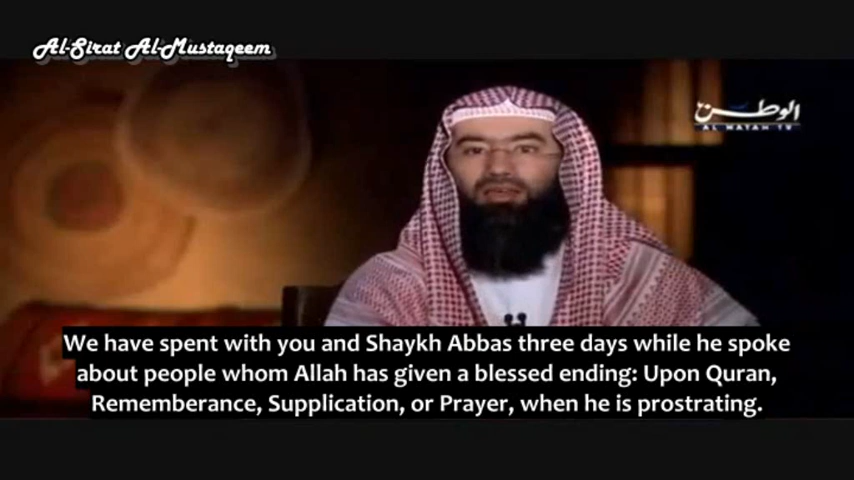 Al-Sirat Al-Mustaqeem
الوطن
AL WATAN TV
We have spent with you and Shaykh Abbas three days while he spoke
about people whom Allah has given a blessed ending: Upon Quran,
Rememberance, Supplication, or Prayer, when he is prostrating.